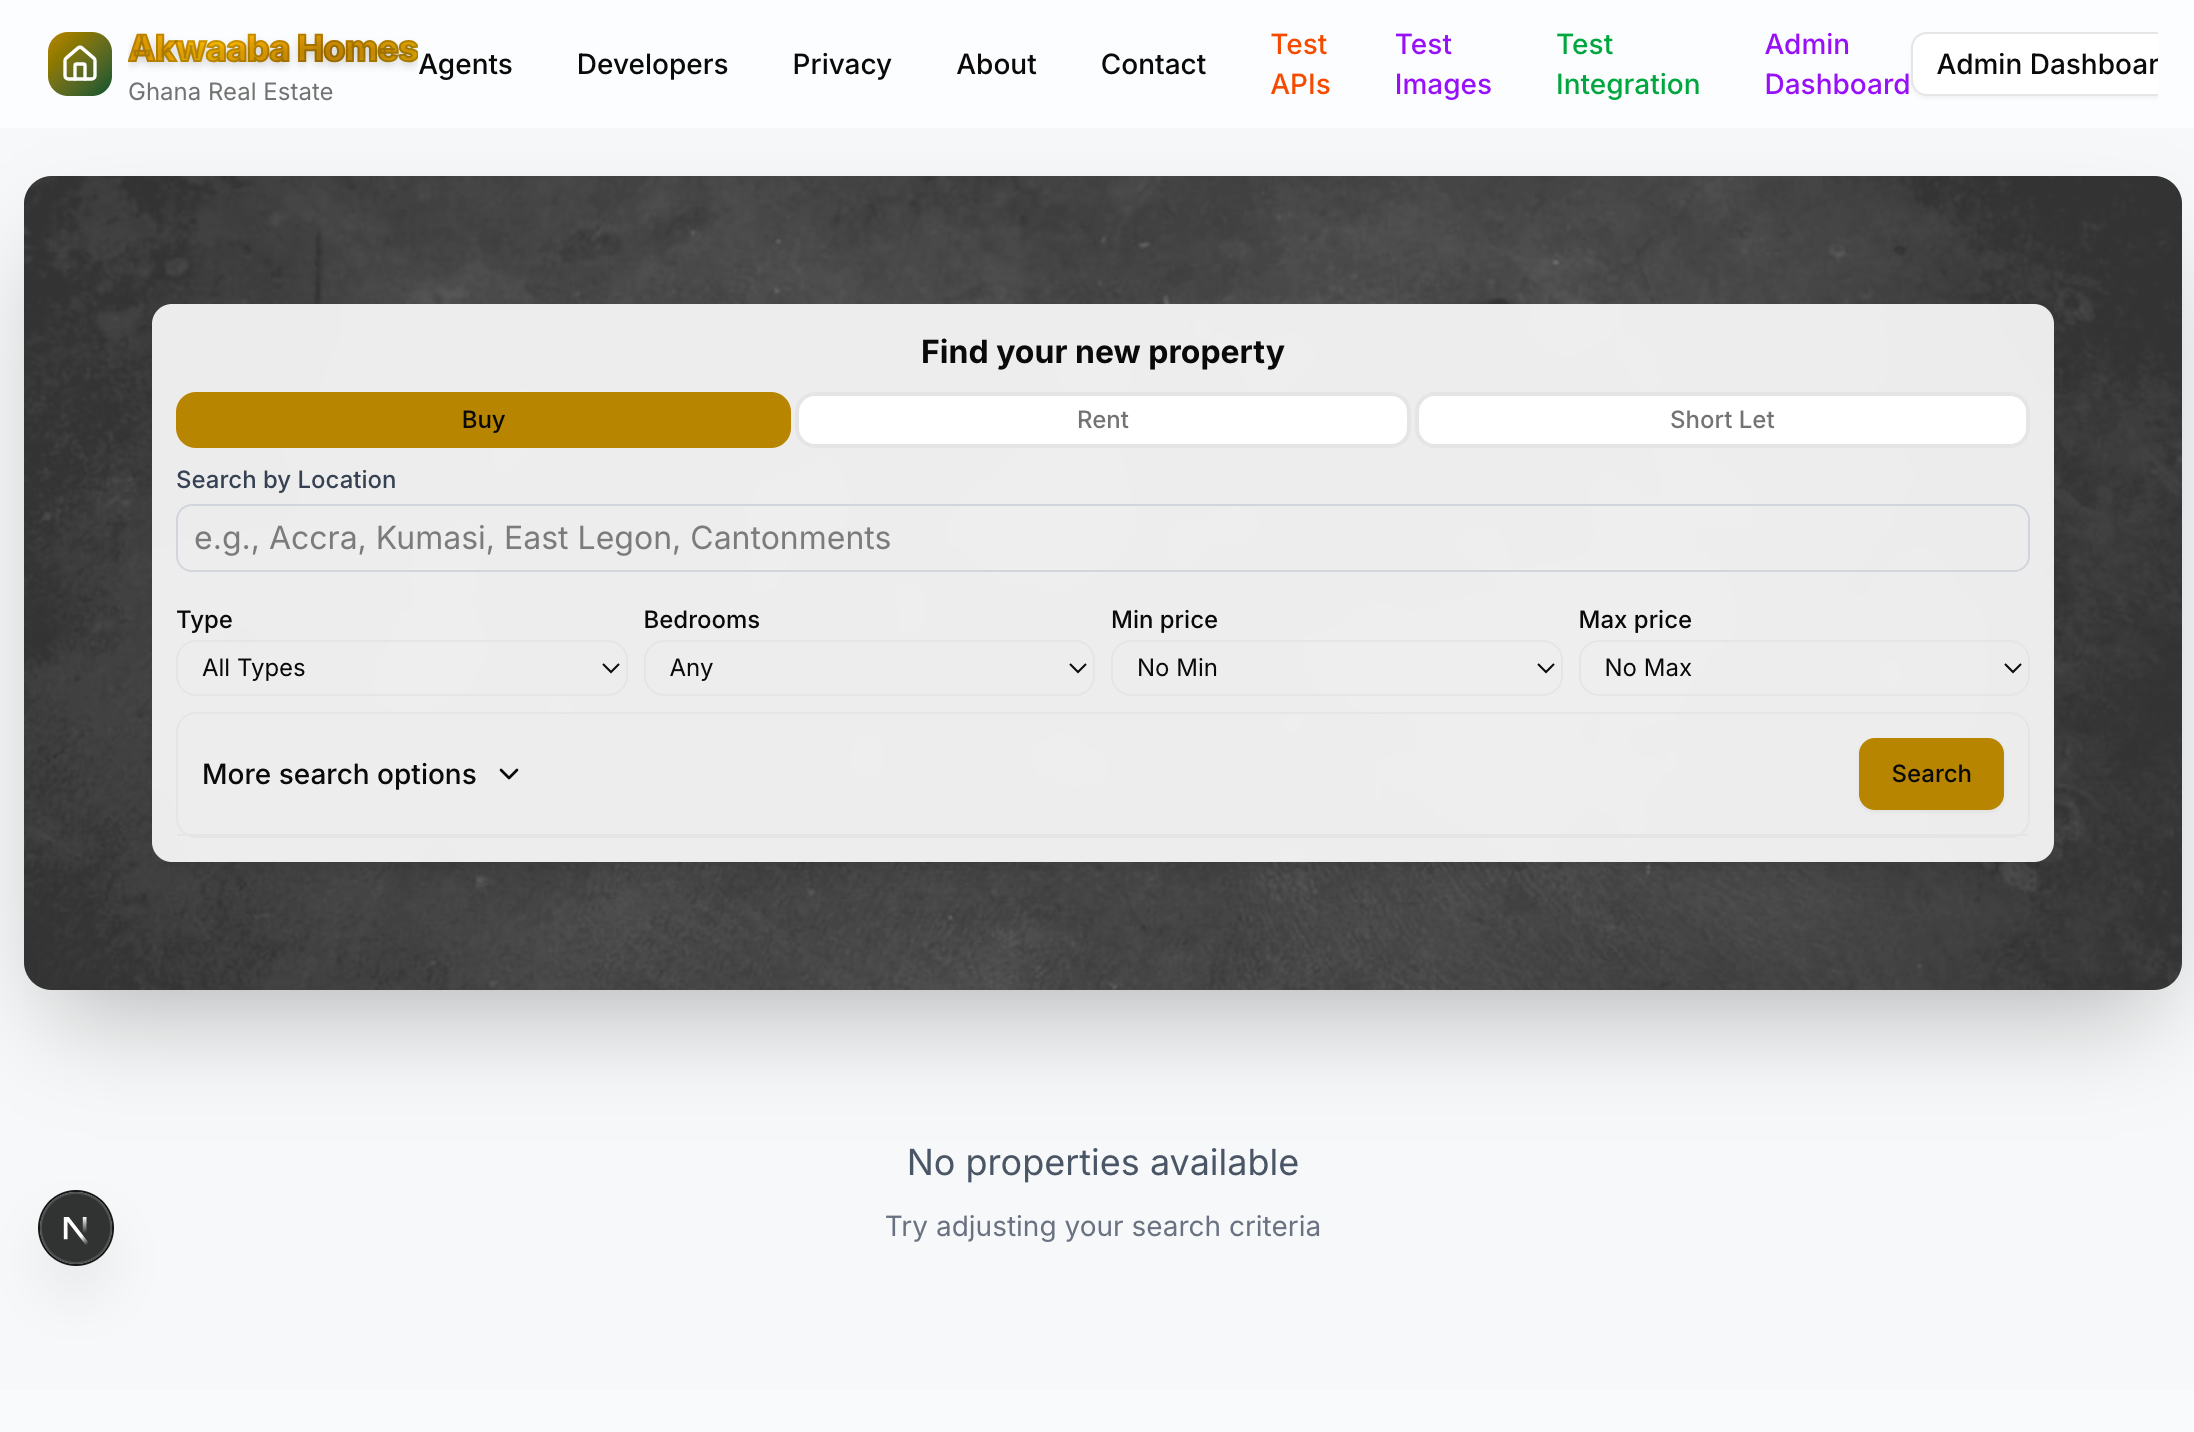 Akwaaba Homes
Ghana Real Estate
Agents
Developers
Privacy
About
Contact
Test
APIs
Test
Images
Test
Integration
Admin
Dashboard
Admin Dashboar
Find your new property
Buy
Rent
Short Let
Search by Location
e.g., Accra, Kumasi, East Legon, Cantonments
Type
Bedrooms
Min price
Max price
All Types
Any
No Min
No Max
More search options
Search
No properties available
Try adjusting your search criteria
N